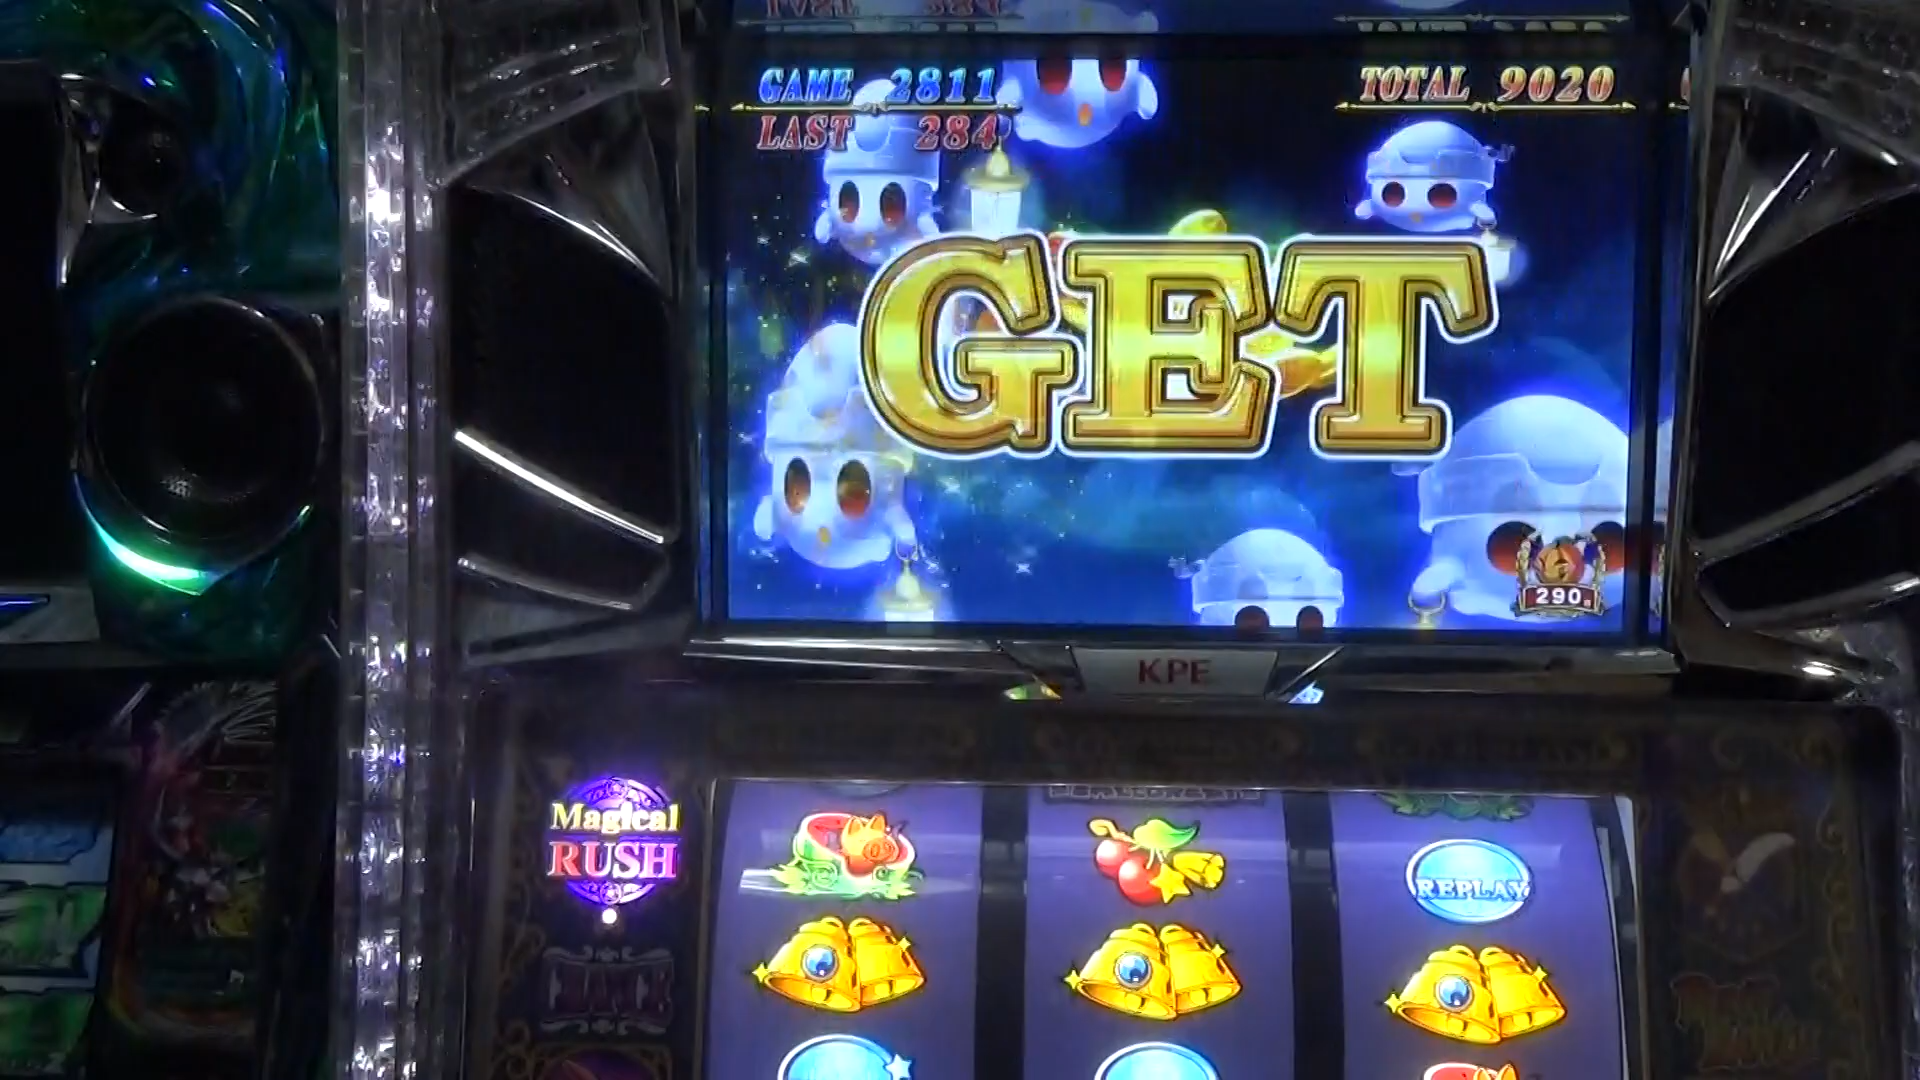 GAME 2811
TOTAL 9020
LAST 284
GET
290
KPE
Magical
RUSH
REPLAY